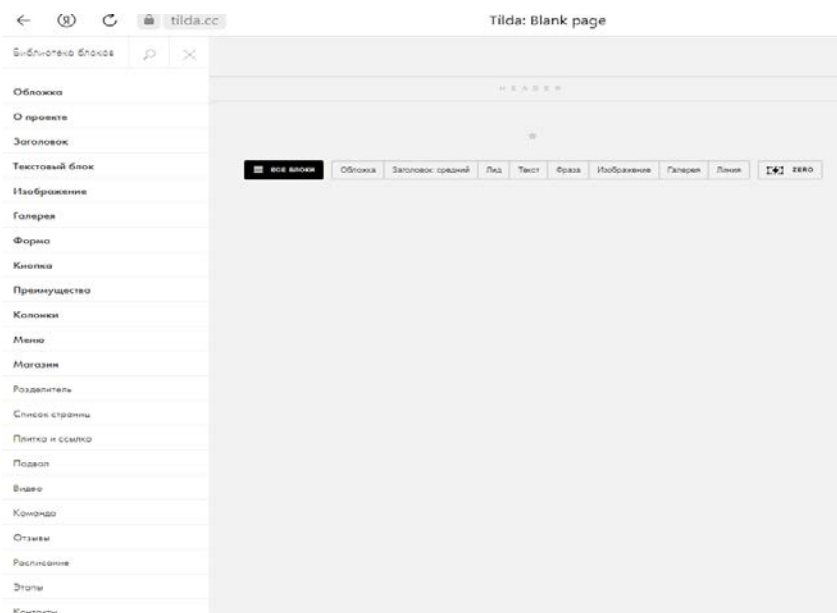 tilda.cc
Tilda: Blank page
Библиотека блоков
HEADER
Обложка
О проекте
Заголовок
Текстовый блок
Изображение
Галерея
Форма
Кнопка
Преимущества
Колонки
Меню
Магазин
Разделитель
Список страниц
Плитка и ссылка
Подвал
Видео
Команда
Отзывы
Расписание
Этапы
Контакты
ВСЕ БЛОКИ Обложка Заголовок средний Лид Текст Фраза Изображение Галерея Линия ZERO